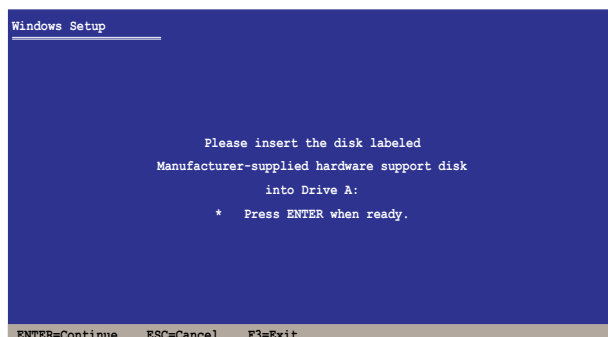 Windows Setup
Please insert the disk labeled
Manufacturer-supplied hardware support disk
into Drive A:
* Press ENTER when ready.
ENTER=Continue ESC=Cancel F3=Exit